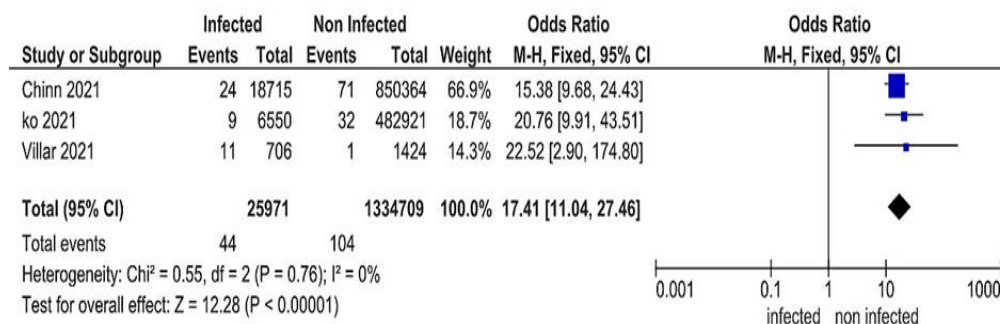 Infected Non Infected Odds Ratio Odds Ratio
Study or Subgroup Events Total Events Total Weight M-H, Fixed, 95% CI M-H, Fixed, 95% CI
Chinn 2021 24 18715 71 850364 66.9% 15.38 [9.68, 24.43]
ko 2021 9 6550 32 482921 18.7% 20.76 [9.91, 43.51]
Villar 2021 11 706 1 1424 14.3% 22.52 [2.90, 174.80]
Total (95% CI) 25971 1334709 100.0% 17.41 [11.04, 27.46]
Total events 44 104
Heterogeneity: Chi² = 0.55, df = 2 (P = 0.76); I² = 0%
Test for overall effect: Z = 12.28 (P < 0.00001)
0.001 0.1 1 10 1000
infected non infected